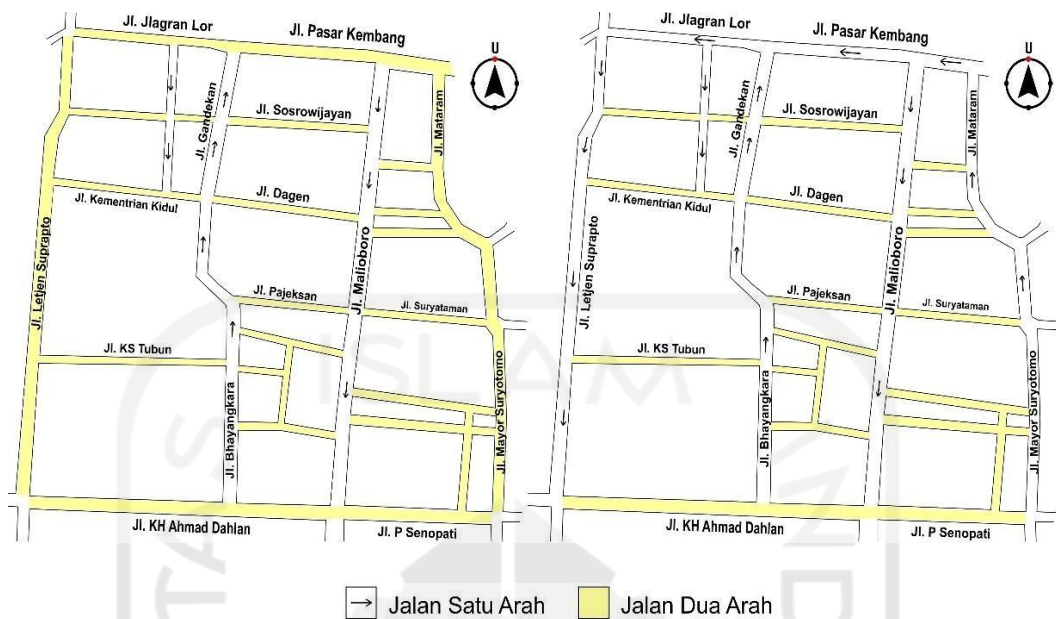 Jl. Jlagran Lor
Jl. Pasar Kembang
U
Jl. Gandekan
Jl. Sosrowijayan
Jl. Mataram
Jl. Kementrian Kidul
Jl. Dagen
Jl. Letjen Suprapto
Jl. Malioboro
Jl. Pajeksan
Jl. Suryataman
Jl. KS Tubun
Jl. Bhayangkara
Jl. Mayor Suryotomo
Jl. KH Ahmad Dahlan
Jl. P Senopati
Jl. Jlagran Lor
Jl. Pasar Kembang
U
Jl. Gandekan
Jl. Sosrowijayan
Jl. Mataram
Jl. Kementrian Kidul
Jl. Dagen
Jl. Letjen Suprapto
Jl. Malioboro
Jl. Pajeksan
Jl. Suryataman
Jl. KS Tubun
Jl. Bhayangkara
Jl. Mayor Suryotomo
Jl. KH Ahmad Dahlan
Jl. P Senopati
Jalan Satu Arah
Jalan Dua Arah
ISLAM